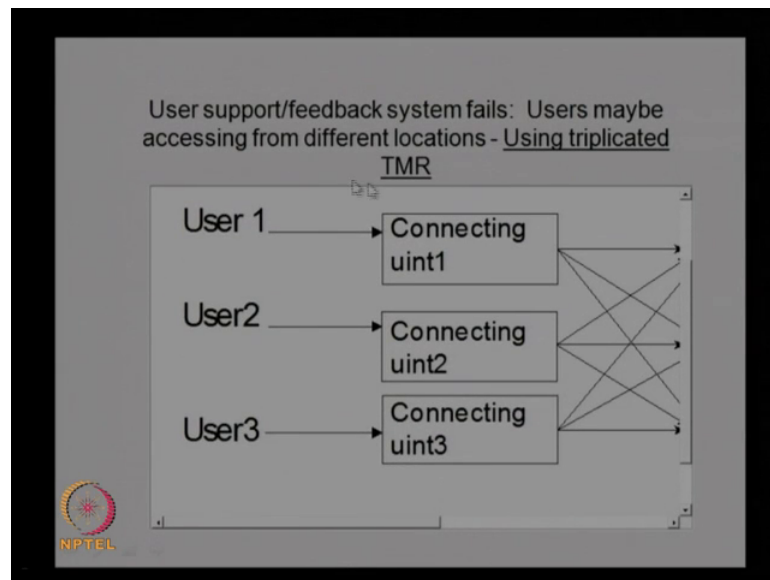 User support/feedback system fails: Users maybe
accessing from different locations - Using triplicated
TMR
User 1
Connecting
uint1
User2
Connecting
uint2
User3
Connecting
uint3
NPTEL